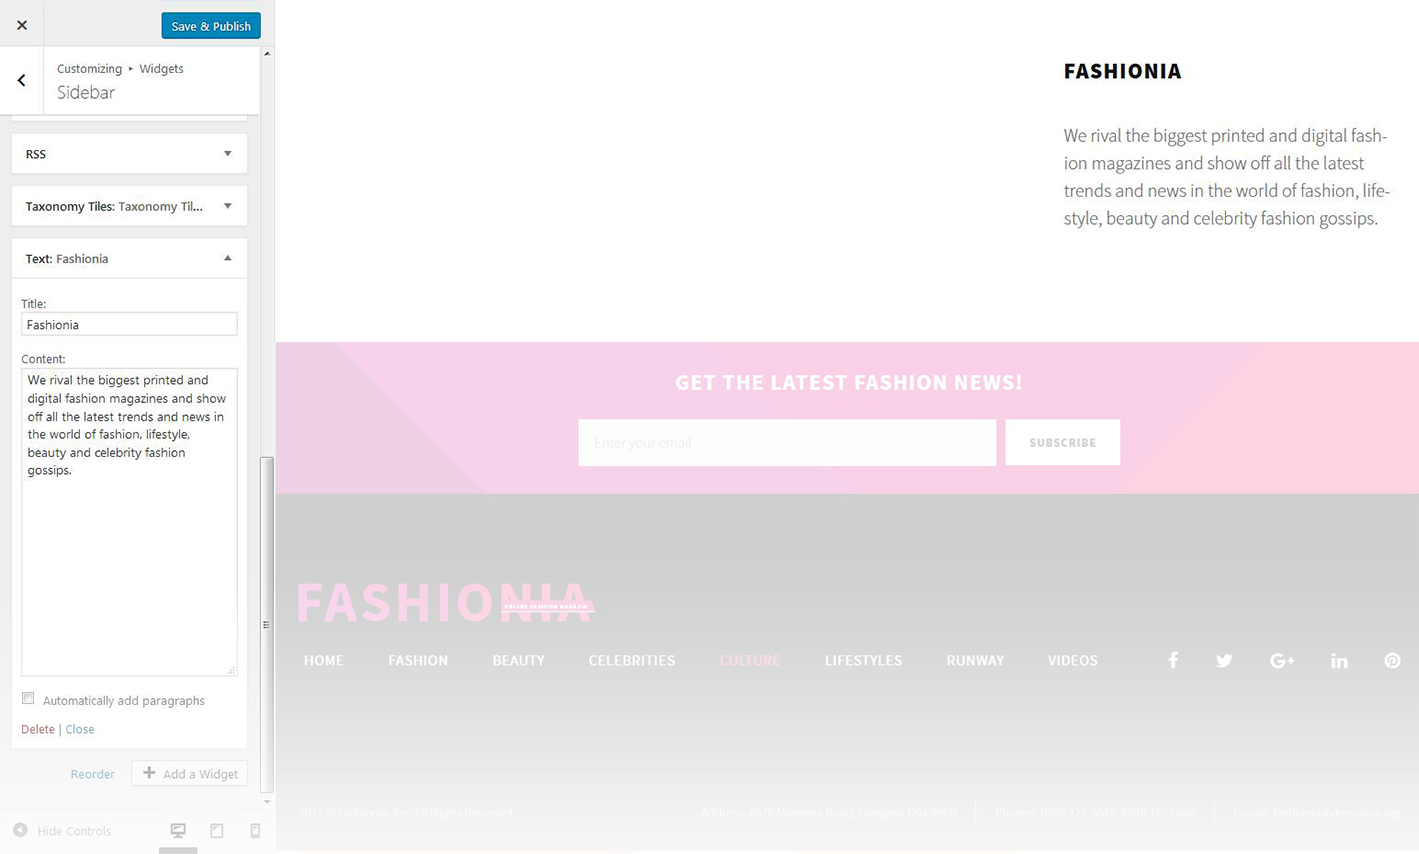 Save & Publish
Customizing ▸ Widgets
Sidebar
RSS
Taxonomy Tiles: Taxonomy Til...
Text: Fashionia
Title:
Fashionia
Content:
We rival the biggest printed and
digital fashion magazines and show
off all the latest trends and news in
the world of fashion, lifestyle,
beauty and celebrity fashion
gossips.
Automatically add paragraphs
Delete | Close
Reorder
Add a Widget
Hide Controls
FASHIONIA
We rival the biggest printed and digital fash-
ion magazines and show off all the latest
trends and news in the world of fashion, life-
style, beauty and celebrity fashion gossips.
GET THE LATEST FASHION NEWS!
Enter your email
SUBSCRIBE
FASHIONIA
ONLINE FASHION MAGAZIN
HOME FASHION BEAUTY CELEBRITIES CULTURE LIFESTYLES RUNWAY VIDEOS
2017 © Fashionia, Inc. All Rights Reserved
Address: 4578 Marmora Road, Glasgow, D04 89GR Phones: (800) 123-0045; (800) 123-0046 E-mail: fashionia@demolink.org